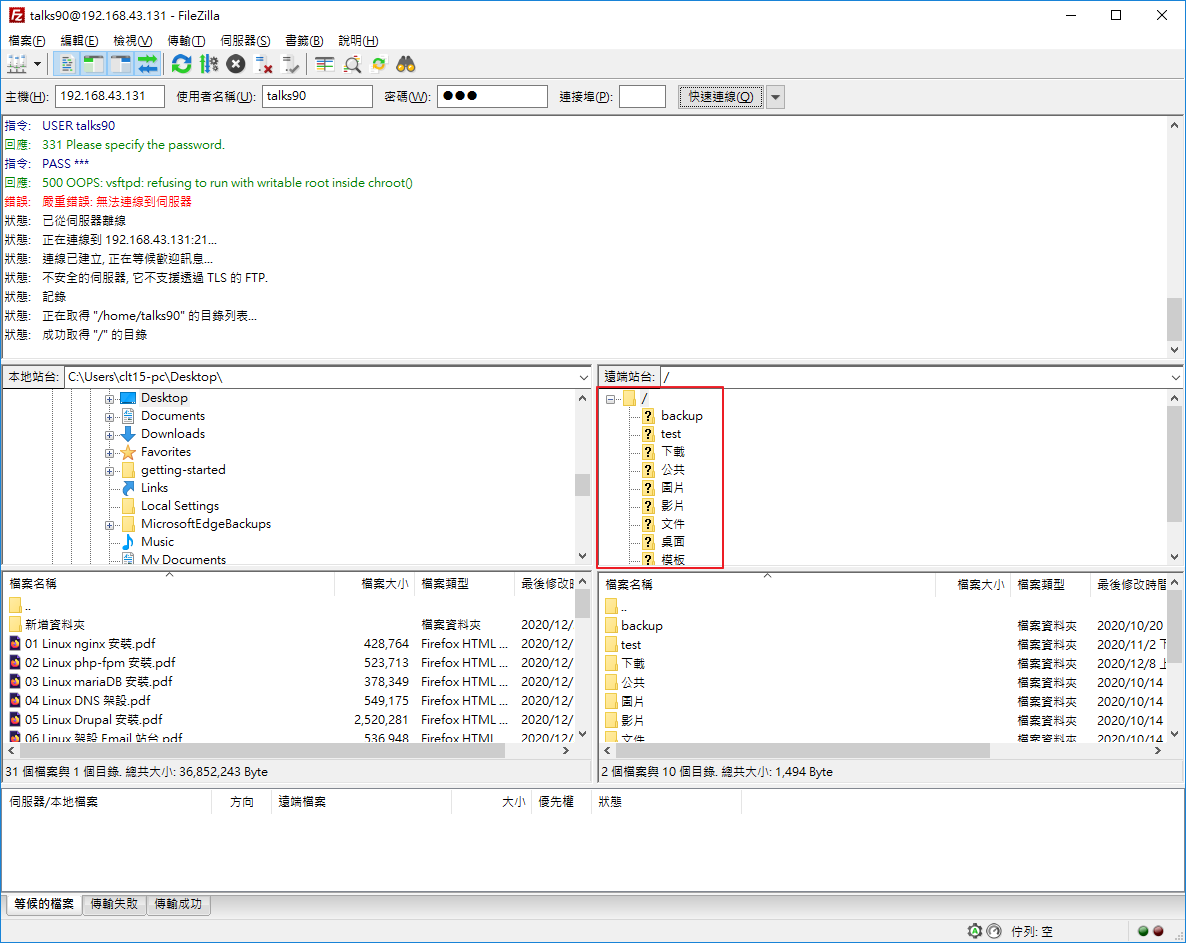 talks90@192.168.43.131 - FileZilla
檔案(F) 編輯(E) 檢視(V) 傳輸(T) 伺服器(S) 書籤(B) 說明(H)
主機(H): 192.168.43.131 使用者名稱(U): talks90 密碼(W): ●●● 連接埠(P): 快速連線(Q)
指令: USER talks90
回應: 331 Please specify the password.
指令: PASS ***
回應: 500 OOPS: vsftpd: refusing to run with writable root inside chroot()
錯誤: 嚴重錯誤: 無法連線到伺服器
狀態: 已從伺服器離線
狀態: 正在連線到 192.168.43.131:21...
狀態: 連線已建立, 正在等候歡迎訊息...
狀態: 不安全的伺服器, 它不支援透過 TLS 的 FTP.
狀態: 記錄
狀態: 正在取得 "/home/talks90" 的目錄列表...
狀態: 成功取得 "/" 的目錄
本地站台: C:\Users\clt15-pc\Desktop\
Desktop
Documents
Downloads
Favorites
getting-started
Links
Local Settings
MicrosoftEdgeBackups
Music
My Documents
遠端站台: /
/
backup
test
下載
公共
圖片
影片
文件
桌面
模板
檔案名稱 檔案大小 檔案類型 最後修改時
..
新增資料夾 檔案資料夾 2020/12/
01 Linux nginx 安裝.pdf 428,764 Firefox HTML ... 2020/12/
02 Linux php-fpm 安裝.pdf 523,713 Firefox HTML ... 2020/12/
03 Linux mariaDB 安裝.pdf 378,349 Firefox HTML ... 2020/12/
04 Linux DNS 架設.pdf 549,175 Firefox HTML ... 2020/12/
05 Linux Drupal 安裝.pdf 2,520,281 Firefox HTML ... 2020/12/
06 Linux 架設 Email 站台.pdf 536,948 Firefox HTML ... 2020/12/
31 個檔案與 1 個目錄. 總共大小: 36,852,243 Byte
檔案名稱 檔案大小 檔案類型 最後修改時間
..
backup 檔案資料夾 2020/10/20
test 檔案資料夾 2020/11/2 下
下載 檔案資料夾 2020/12/8 上
公共 檔案資料夾 2020/10/14
圖片 檔案資料夾 2020/10/14
影片 檔案資料夾 2020/10/14
文件 檔案資料夾 2020/10/14
2 個檔案與 10 個目錄. 總共大小: 1,494 Byte
伺服器/本地檔案 方向 遠端檔案 大小 優先權 狀態
等候的檔案 傳輸失敗 傳輸成功
佇列: 空